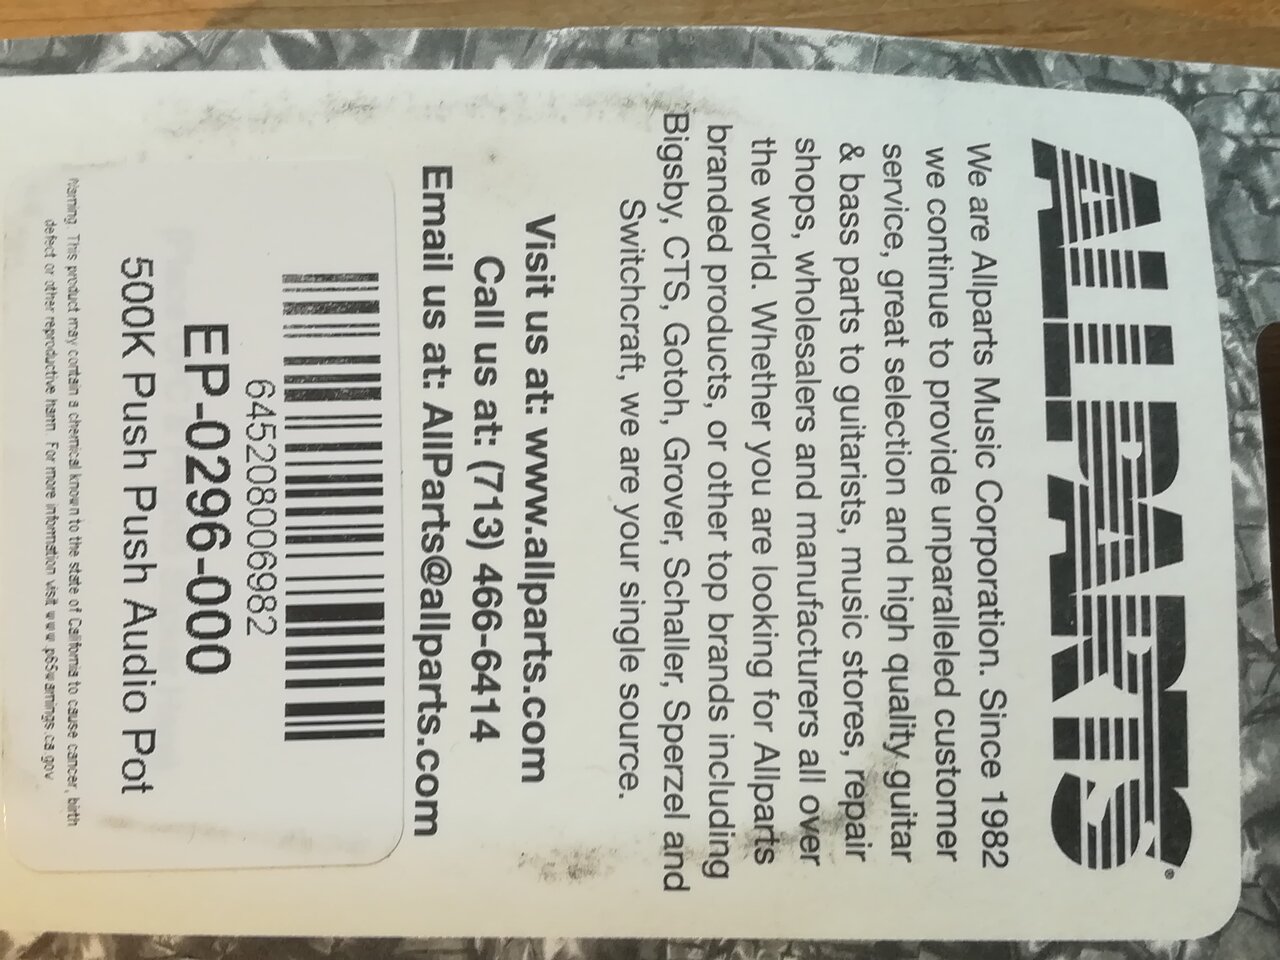 ALLPARTS®
We are Allparts Music Corporation. Since 1982
we continue to provide unparalleled customer
service, great selection and high quality guitar
& bass parts to guitarists, music stores, repair
shops, wholesalers and manufacturers all over
the world. Whether you are looking for Allparts
branded products, or other top brands including
Bigsby, CTS, Gotoh, Grover, Schaller, Sperzel and
Switchcraft, we are your single source.
Visit us at: www.allparts.com
Call us at: (713) 466-6414
Email us at: AllParts@allparts.com
645208006982
EP-0296-000
500K Push Push Audio Pot
Warning. This product may contain a chemical known to the state of California to cause cancer, birth
defect or other reproductive harm. For more information visit www.p65warnings.ca.gov